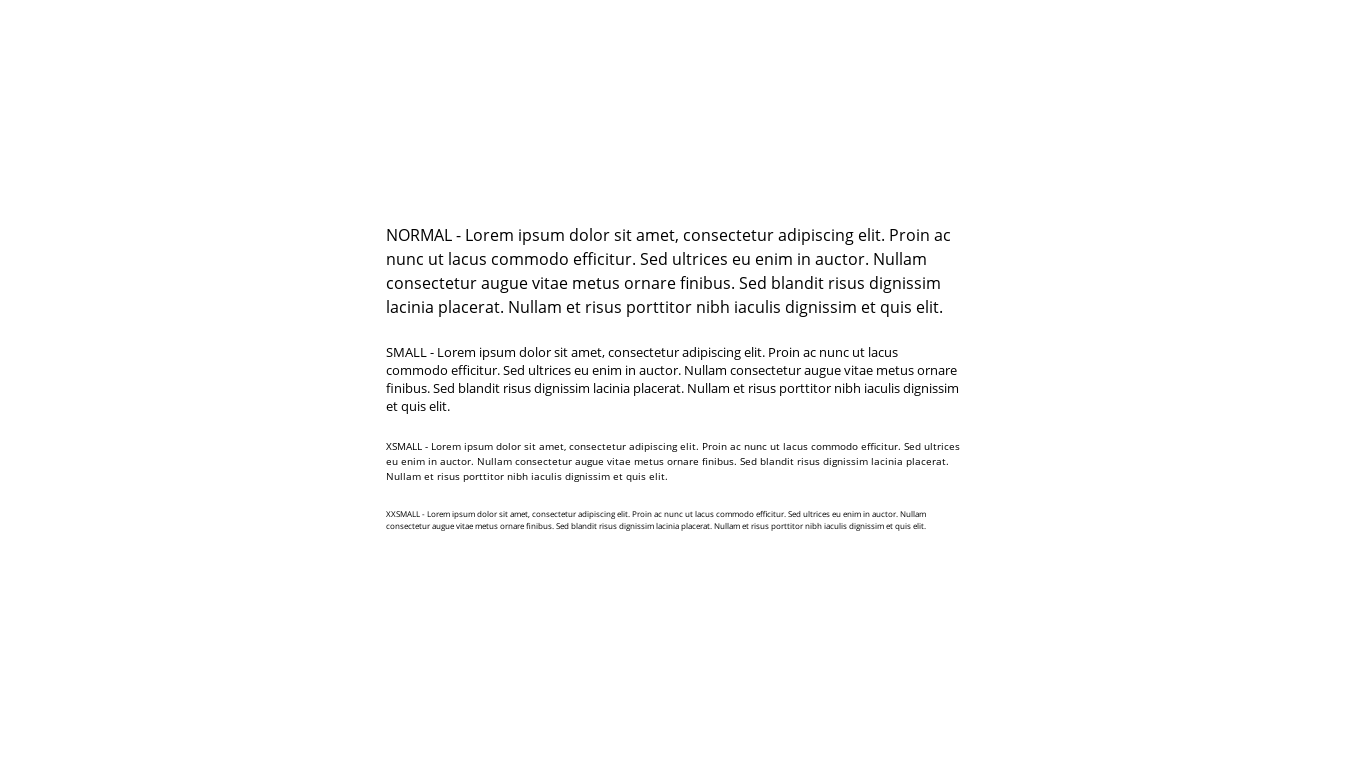 NORMAL - Lorem ipsum dolor sit amet, consectetur adipiscing elit. Proin ac
nunc ut lacus commodo efficitur. Sed ultrices eu enim in auctor. Nullam
consectetur augue vitae metus ornare finibus. Sed blandit risus dignissim
lacinia placerat. Nullam et risus porttitor nibh iaculis dignissim et quis elit.
SMALL - Lorem ipsum dolor sit amet, consectetur adipiscing elit. Proin ac nunc ut lacus
commodo efficitur. Sed ultrices eu enim in auctor. Nullam consectetur augue vitae metus ornare
finibus. Sed blandit risus dignissim lacinia placerat. Nullam et risus porttitor nibh iaculis dignissim
et quis elit.
XSMALL - Lorem ipsum dolor sit amet, consectetur adipiscing elit. Proin ac nunc ut lacus commodo efficitur. Sed ultrices
eu enim in auctor. Nullam consectetur augue vitae metus ornare finibus. Sed blandit risus dignissim lacinia placerat.
Nullam et risus porttitor nibh iaculis dignissim et quis elit.
XXSMALL - Lorem ipsum dolor sit amet, consectetur adipiscing elit. Proin ac nunc ut lacus commodo efficitur. Sed ultrices eu enim in auctor. Nullam
consectetur augue vitae metus ornare finibus. Sed blandit risus dignissim lacinia placerat. Nullam et risus porttitor nibh iaculis dignissim et quis elit.